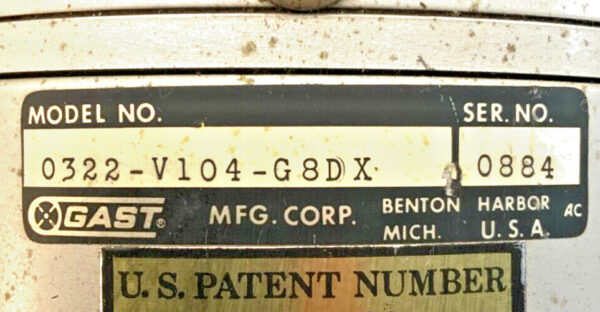 MODEL NO. SER. NO.
0322-V104-G8DX 0884
GAST® MFG. CORP. BENTON HARBOR AC
MICH. U.S.A.
U.S. PATENT NUMBER